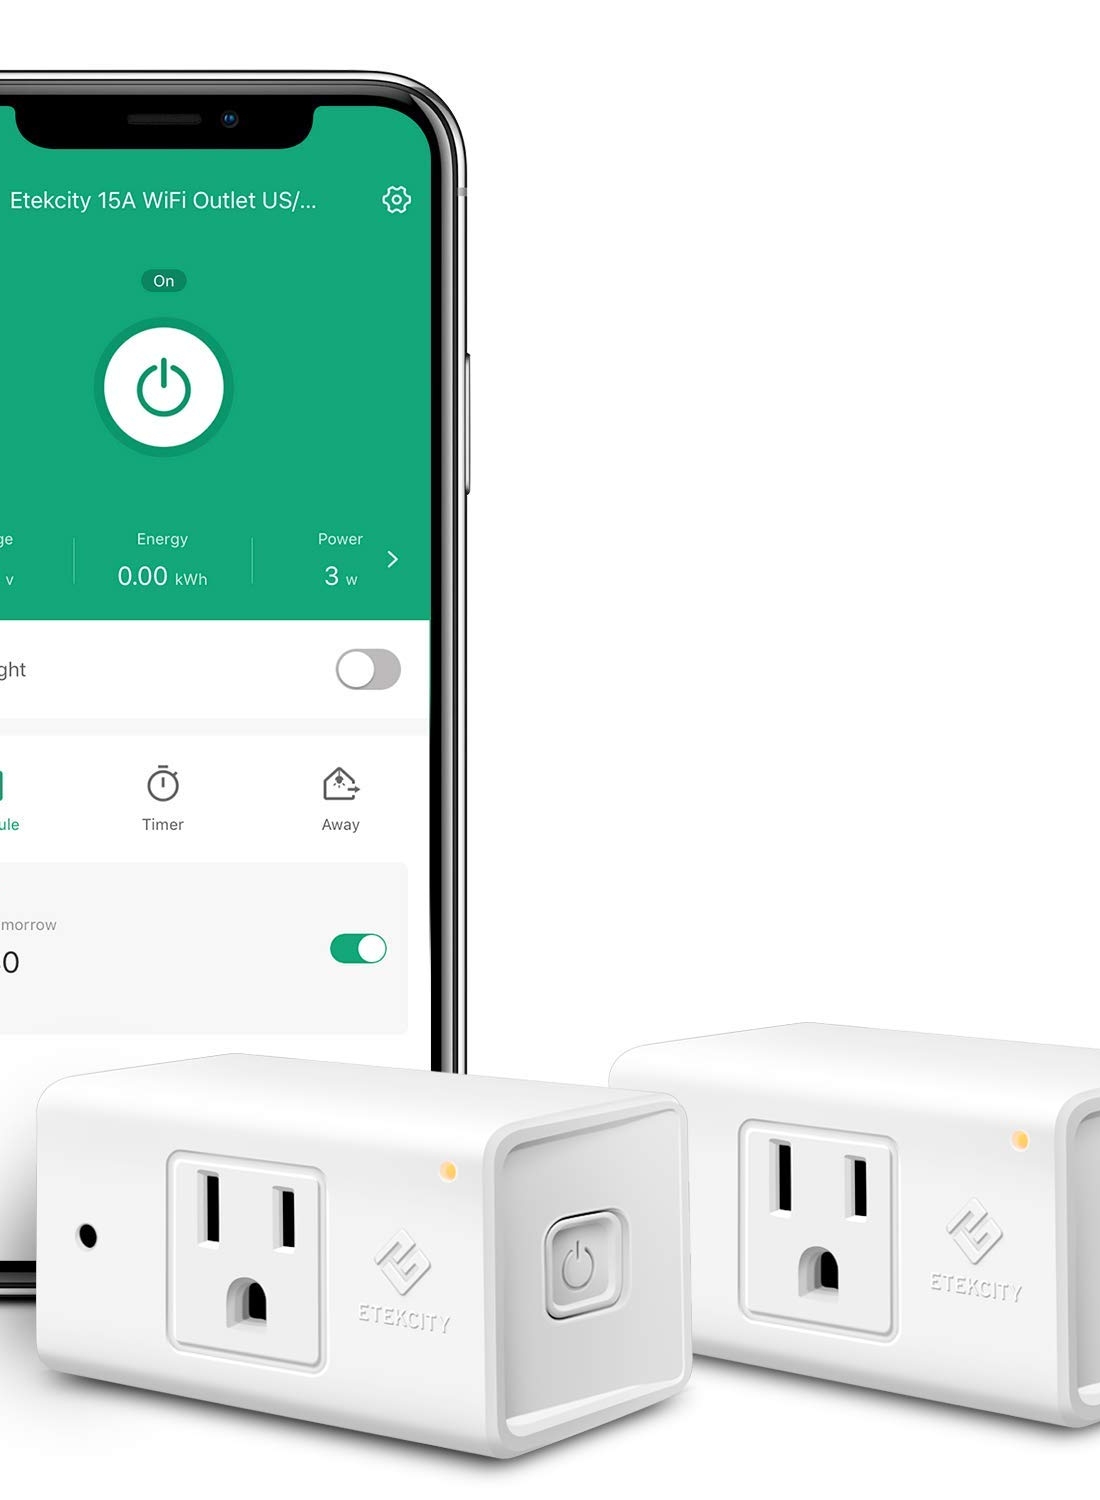 Etekcity 15A WiFi Outlet US/...
On
Energy
Power
0.00 kWh
3 w
v
Timer
Away
ETEKCITY
ETEKCITY